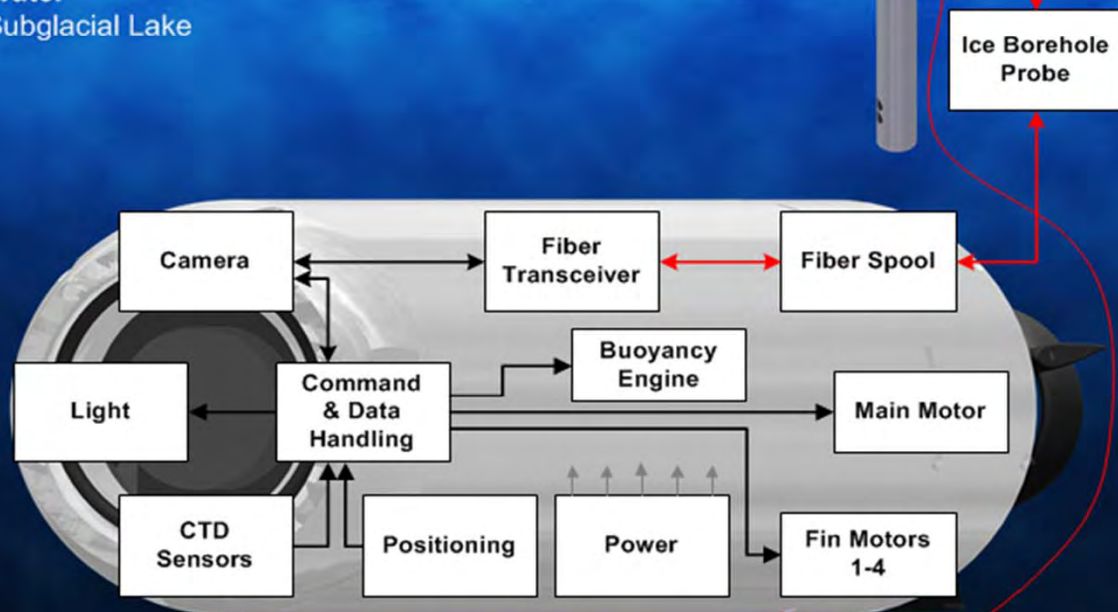 Subglacial Lake
Ice Borehole
Probe
Camera
Fiber
Transceiver
Fiber Spool
Buoyancy
Engine
Light
Command
& Data
Handling
Main Motor
CTD
Sensors
Positioning
Power
Fin Motors
1-4